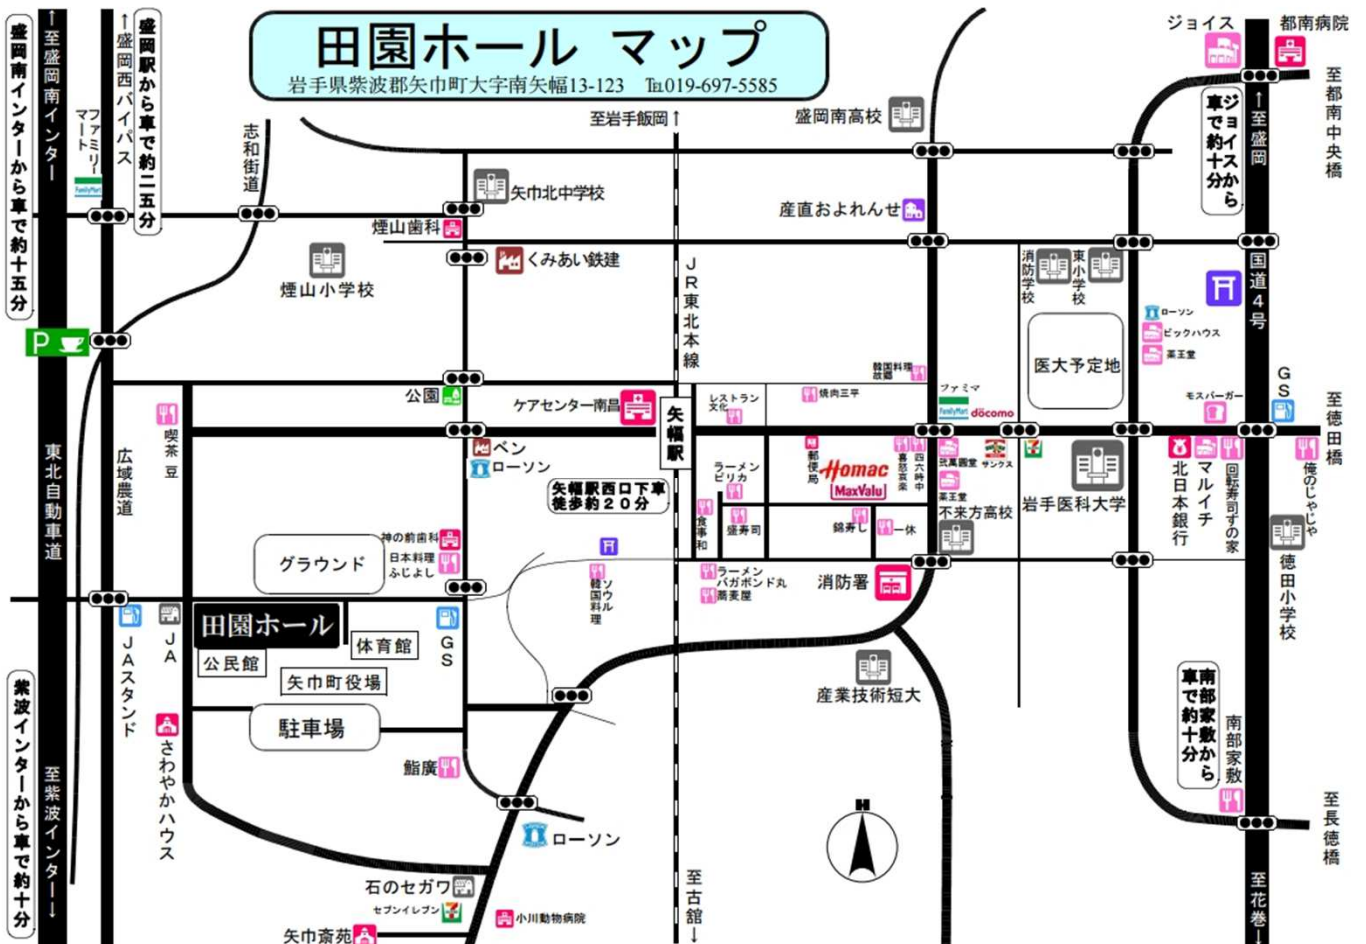 田園ホール マップ
岩手県紫波郡矢巾町大字南矢幅13-123 ℡019-697-5585
盛岡南インターから車で約十五分
↑至盛岡南インター
↑盛岡西バイパス
盛岡駅から車で約二五分
ファミリーマート
FamilyMart
志和街道
至岩手飯岡↑
盛岡南高校
ジョイス
都南病院
至都南中央橋
ジョイスから車で約十分
↑至盛岡
矢巾北中学校
煙山歯科
くみあい鉄建
煙山小学校
産直およれんせ
JR東北本線
消防学校
東小学校
国道4号
ローソン
ビックハウス
薬王堂
医大予定地
P
公園
ケアセンター南昌
矢幅駅
韓国料理
故郷
焼肉三平
レストラン
文化
ファミマ
FamilyMart
döcomo
モスバーガー
GS
至徳田橋
喫茶 豆
広域農道
東北自動車道
ペン
ローソン
矢幅駅西口下車
徒歩約20分
ラーメン
ピリカ
郵便局
Homac
MaxValu
喜怒哀楽
四六時中
弐萬圓堂
サンクス
薬王堂
不来方高校
岩手医科大学
北日本銀行
マルイチ
回転寿司すの家
俺のじゃじゃ
徳田小学校
食事和
盛寿司
錦寿し
一休
神の前歯科
日本料理
ふじよし
グラウンド
韓国料理
ソウル
ラーメン
バガボンド丸
蕎麦屋
消防署
田園ホール
公民館
体育館
矢巾町役場
駐車場
JAスタンド
JA
GS
産業技術短大
紫波インターから車で約十分
至紫波インター↓
さわやかハウス
鮨廣
ローソン
南部家敷から車で約十分
南部家敷
至長徳橋
石のセガワ
セブンイレブン
小川動物病院
矢巾斎苑
至古舘↓
至花巻↓